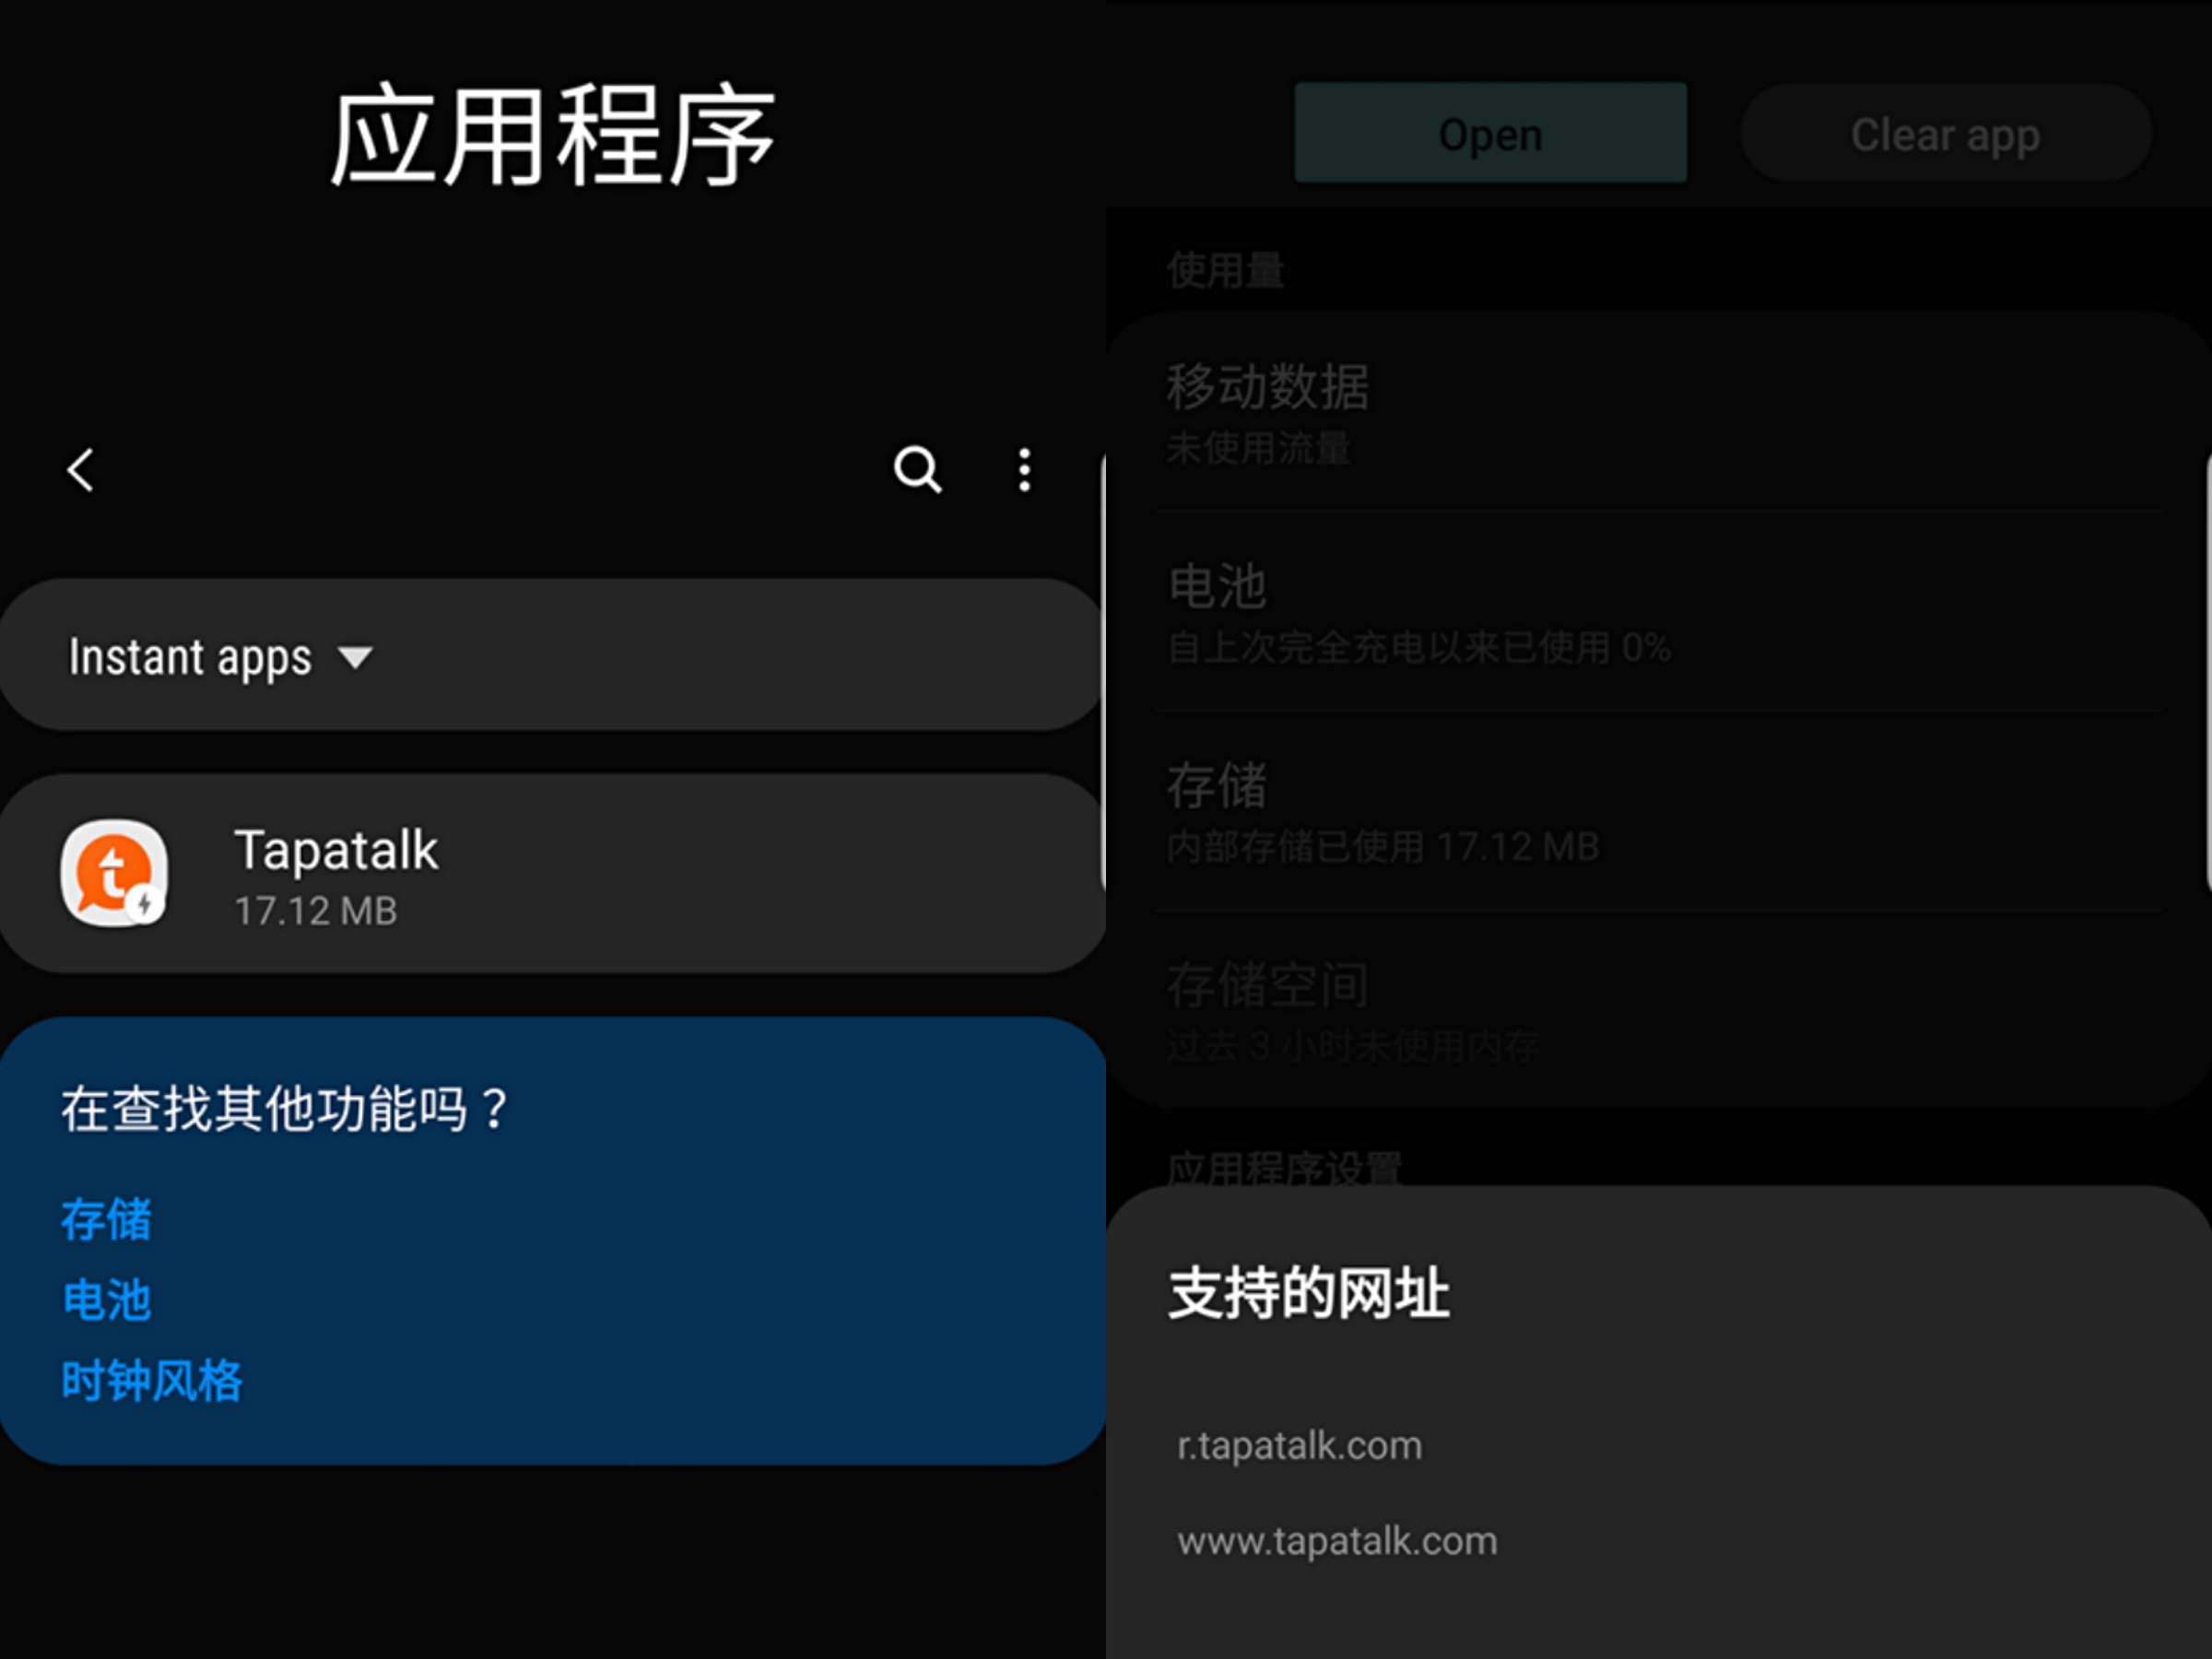 应用程序
Instant apps
Tapatalk
17.12 MB
在查找其他功能吗？
存储
电池
时钟风格
Open
Clear app
使用量
移动数据
未使用流量
电池
自上次完全充电以来已使用 0%
存储
内部存储已使用 17.12 MB
存储空间
过去 3 小时未使用内存
应用程序设置
支持的网址
r.tapatalk.com
www.tapatalk.com